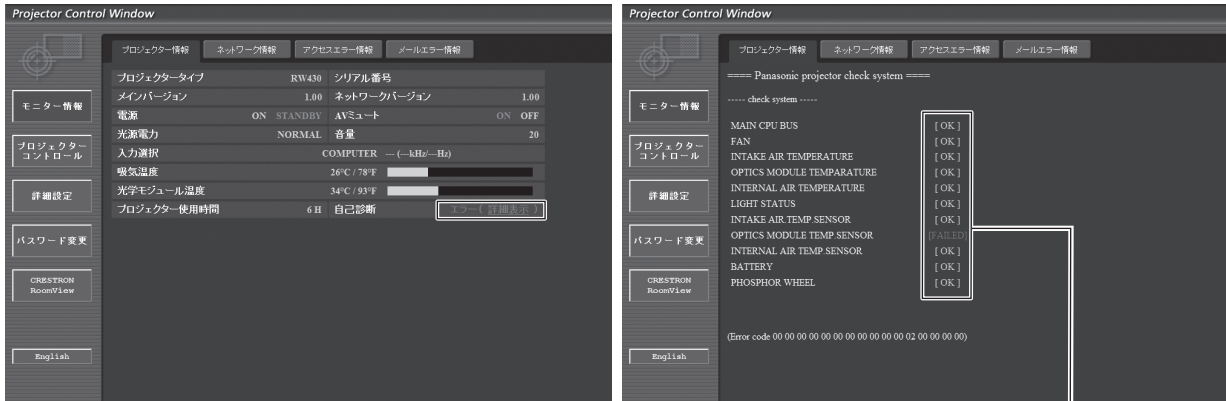 Projector Control Window
プロジェクター情報 ネットワーク情報 アクセスエラー情報 メールエラー情報
モニター情報
プロジェクター
コントロール
詳細設定
パスワード変更
CRESTRON
RoomView
English
プロジェクタータイプ RW430 シリアル番号
メインバージョン 1.00 ネットワークバージョン 1.00
電源 ON STANDBY AVミュート ON OFF
光源電力 NORMAL 音量 20
入力選択 COMPUTER --- (---kHz/---Hz)
吸気温度 26°C / 78°F
光学モジュール温度 34°C / 93°F
プロジェクター使用時間 6 H 自己診断 エラー( 詳細表示 )
Projector Control Window
プロジェクター情報 ネットワーク情報 アクセスエラー情報 メールエラー情報
モニター情報
プロジェクター
コントロール
詳細設定
パスワード変更
CRESTRON
RoomView
English
==== Panasonic projector check system ====
----- check system -----
MAIN CPU BUS [ OK ]
FAN [ OK ]
INTAKE AIR TEMPERATURE [ OK ]
OPTICS MODULE TEMPARATURE [ OK ]
INTERNAL AIR TEMPERATURE [ OK ]
LIGHT STATUS [ OK ]
INTAKE AIR.TEMP.SENSOR [ OK ]
OPTICS MODULE TEMP.SENSOR [FAILED]
INTERNAL AIR TEMP.SENSOR [ OK ]
BATTERY [ OK ]
PHOSPHOR WHEEL [ OK ]
(Error code 00 00 00 00 00 00 00 00 00 00 00 02 00 00 00 00)